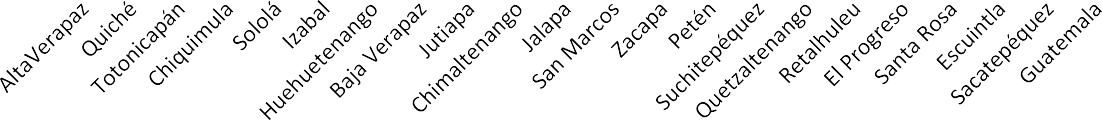 AltaVerapaz
Quiché
Totonicapán
Chiquimula
Sololá
Izabal
Huehuetenango
Baja Verapaz
Jutiapa
Chimaltenango
Jalapa
San Marcos
Zacapa
Petén
Suchitepéquez
Quetzaltenango
Retalhuleu
El Progreso
Santa Rosa
Escuintla
Sacatepéquez
Guatemala